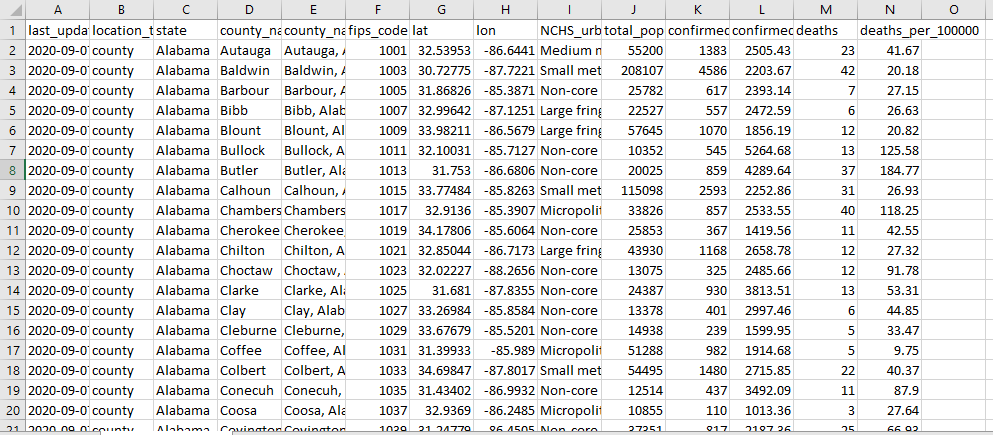 A B C D E F G H I J K L M N O
1 last_upda location_t state county_na county_na fips_code lat lon NCHS_urb total_pop confirmed confirmed deaths deaths_per_100000
2 2020-09-0 county Alabama Autauga Autauga, A 1001 32.53953 -86.6441 Medium m 55200 1383 2505.43 23 41.67
3 2020-09-0 county Alabama Baldwin Baldwin, A 1003 30.72775 -87.7221 Small met 208107 4586 2203.67 42 20.18
4 2020-09-0 county Alabama Barbour Barbour, A 1005 31.86826 -85.3871 Non-core 25782 617 2393.14 7 27.15
5 2020-09-0 county Alabama Bibb Bibb, Alab 1007 32.99642 -87.1251 Large fring 22527 557 2472.59 6 26.63
6 2020-09-0 county Alabama Blount Blount, Al 1009 33.98211 -86.5679 Large fring 57645 1070 1856.19 12 20.82
7 2020-09-0 county Alabama Bullock Bullock, A 1011 32.10031 -85.7127 Non-core 10352 545 5264.68 13 125.58
8 2020-09-0 county Alabama Butler Butler, Ala 1013 31.753 -86.6806 Non-core 20025 859 4289.64 37 184.77
9 2020-09-0 county Alabama Calhoun Calhoun, A 1015 33.77484 -85.8263 Small met 115098 2593 2252.86 31 26.93
10 2020-09-0 county Alabama Chambers Chambers 1017 32.9136 -85.3907 Micropolit 33826 857 2533.55 40 118.25
11 2020-09-0 county Alabama Cherokee Cherokee, 1019 34.17806 -85.6064 Non-core 25853 367 1419.56 11 42.55
12 2020-09-0 county Alabama Chilton Chilton, A 1021 32.85044 -86.7173 Large fring 43930 1168 2658.78 12 27.32
13 2020-09-0 county Alabama Choctaw Choctaw, 1023 32.02227 -88.2656 Non-core 13075 325 2485.66 12 91.78
14 2020-09-0 county Alabama Clarke Clarke, Ala 1025 31.681 -87.8355 Non-core 24387 930 3813.51 13 53.31
15 2020-09-0 county Alabama Clay Clay, Alab 1027 33.26984 -85.8584 Non-core 13378 401 2997.46 6 44.85
16 2020-09-0 county Alabama Cleburne Cleburne, 1029 33.67679 -85.5201 Non-core 14938 239 1599.95 5 33.47
17 2020-09-0 county Alabama Coffee Coffee, Al 1031 31.39933 -85.989 Micropolit 51288 982 1914.68 5 9.75
18 2020-09-0 county Alabama Colbert Colbert, A 1033 34.69847 -87.8017 Small met 54495 1480 2715.85 22 40.37
19 2020-09-0 county Alabama Conecuh Conecuh, 1035 31.43402 -86.9932 Non-core 12514 437 3492.09 11 87.9
20 2020-09-0 county Alabama Coosa Coosa, Ala 1037 32.9369 -86.2485 Micropolit 10855 110 1013.36 3 27.64
21 2020-09-0 county Alabama Covington Covington 1039 31.24779 -86.4505 Non-core 37351 817 2187.36 25 66.93